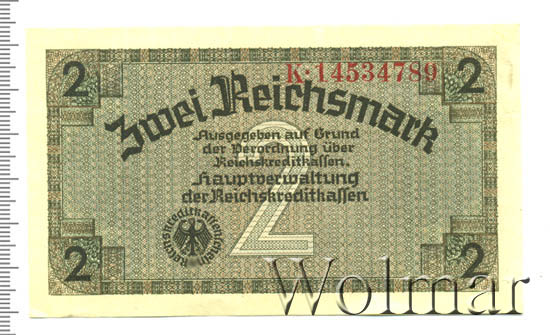 2 K·14534789 2
Zwei Reichsmark
Ausgegeben auf Grund
der Verordnung über
Reichskreditkassen.
Hauptverwaltung
der Reichskreditkassen
2
Reichskreditkassenschein
2 2
Wolmar